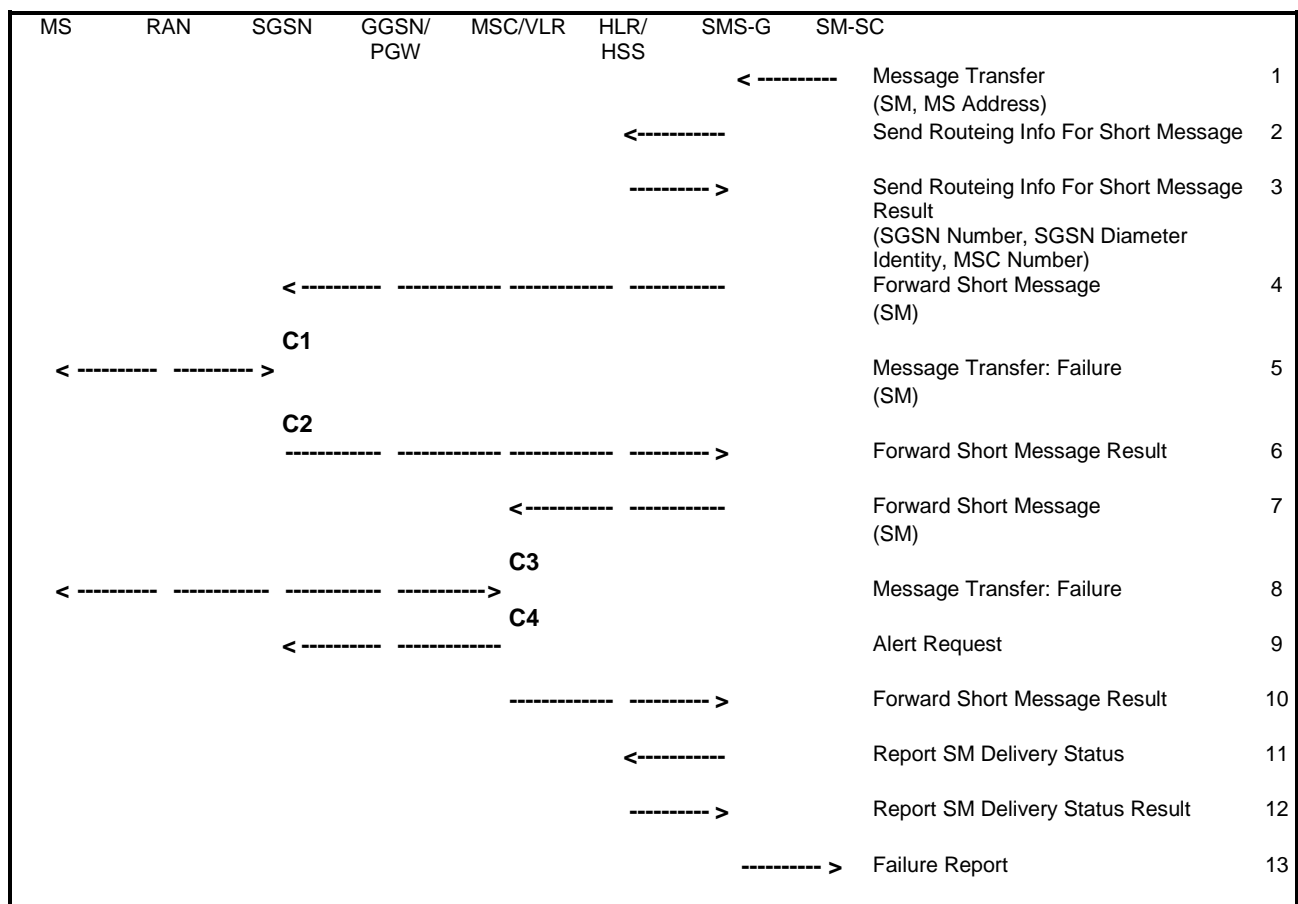 MS RAN SGSN GGSN/ MSC/VLR HLR/ SMS-G SM-SC
PGW HSS
< ---------- Message Transfer 1
(SM, MS Address)
<----------- Send Routeing Info For Short Message 2
---------- > Send Routeing Info For Short Message 3
Result
(SGSN Number, SGSN Diameter
Identity, MSC Number)
< ---------- ------------- ------------- ------------ Forward Short Message 4
(SM)
C1
< ---------- ---------- > Message Transfer: Failure 5
(SM)
C2
------------ ------------- ------------- ---------- > Forward Short Message Result 6
<----------- ------------ Forward Short Message 7
(SM)
C3
< ---------- ------------ ------------ -----------> Message Transfer: Failure 8
C4
< ---------- ------------- Alert Request 9
------------- ---------- > Forward Short Message Result 10
<----------- Report SM Delivery Status 11
---------- > Report SM Delivery Status Result 12
---------- > Failure Report 13